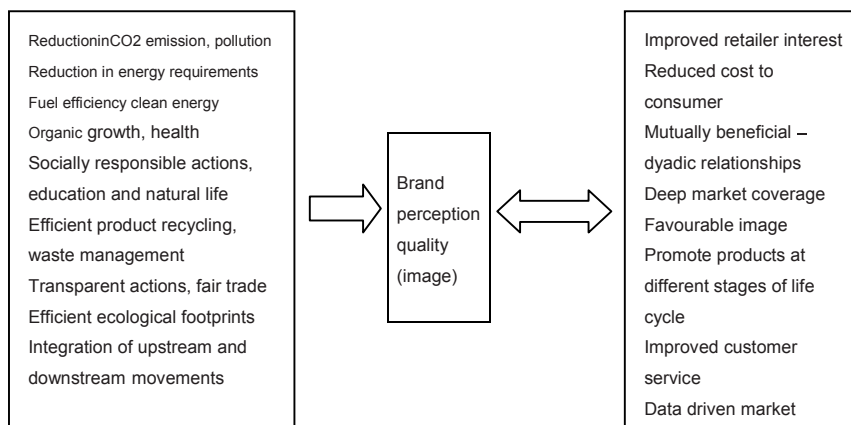 ReductioninCO2 emission, pollution
Reduction in energy requirements
Fuel efficiency clean energy
Organic growth, health
Socially responsible actions,
education and natural life
Efficient product recycling,
waste management
Transparent actions, fair trade
Efficient ecological footprints
Integration of upstream and
downstream movements
Brand
perception
quality
(image)
Improved retailer interest
Reduced cost to
consumer
Mutually beneficial –
dyadic relationships
Deep market coverage
Favourable image
Promote products at
different stages of life
cycle
Improved customer
service
Data driven market